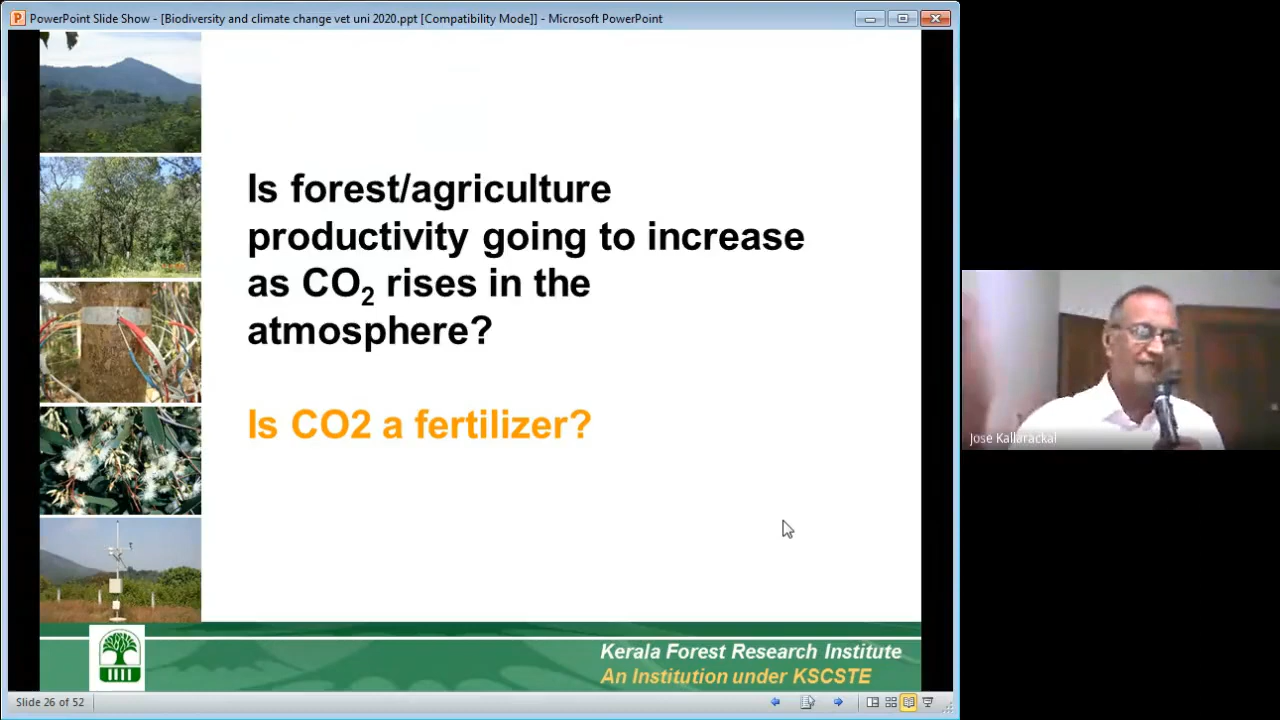 PowerPoint Slide Show - [Biodiversity and climate change vet uni 2020.ppt [Compatibility Mode]] - Microsoft PowerPoint
Is forest/agriculture
productivity going to increase
as CO₂ rises in the
atmosphere?
Is CO2 a fertilizer?
Jose Kallarackal
Kerala Forest Research Institute
An Institution under KSCSTE
Slide 26 of 52